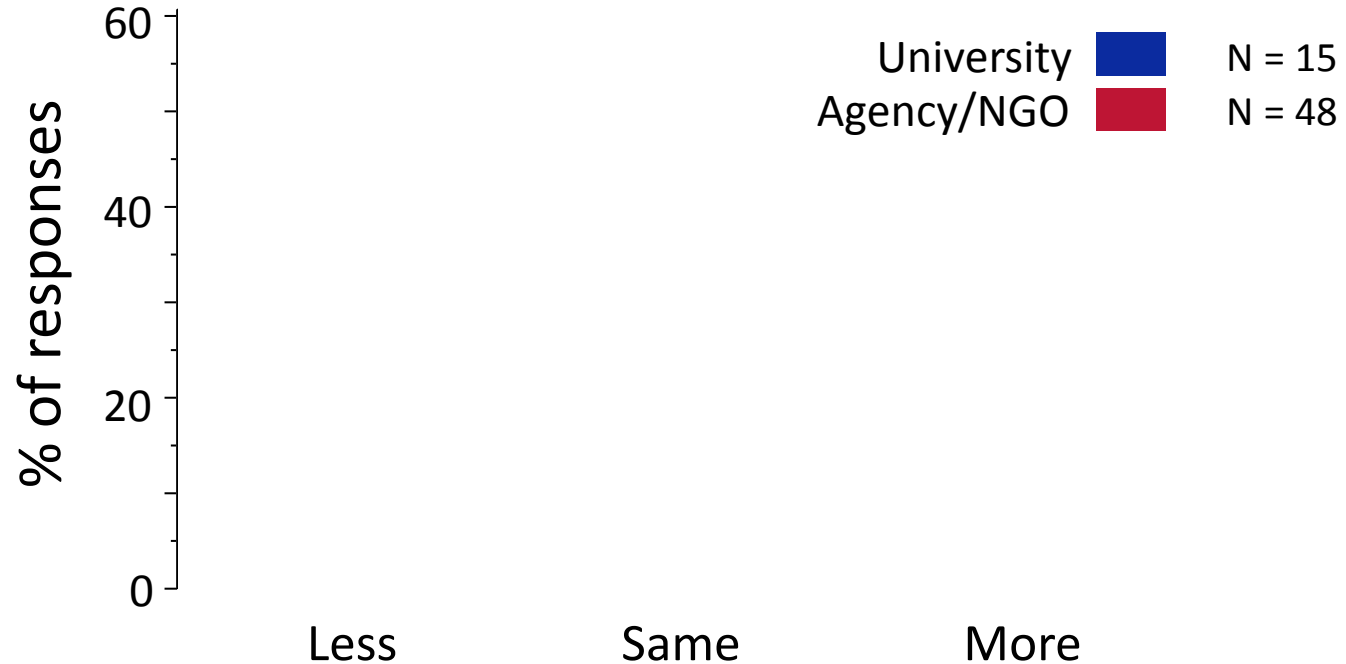 60
University N = 15
Agency/NGO N = 48
% of responses
40
20
0
Less Same More